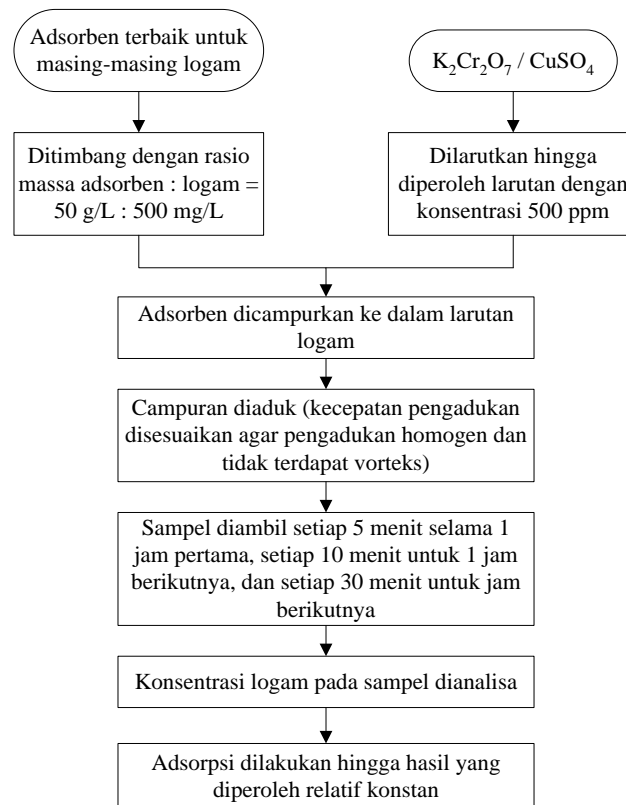 Adsorben terbaik untuk
masing-masing logam
K₂Cr₂O₇ / CuSO₄
Ditimbang dengan rasio
massa adsorben : logam =
50 g/L : 500 mg/L
Dilarutkan hingga
diperoleh larutan dengan
konsentrasi 500 ppm
Adsorben dicampurkan ke dalam larutan
logam
Campuran diaduk (kecepatan pengadukan
disesuaikan agar pengadukan homogen dan
tidak terdapat vorteks)
Sampel diambil setiap 5 menit selama 1
jam pertama, setiap 10 menit untuk 1 jam
berikutnya, dan setiap 30 menit untuk jam
berikutnya
Konsentrasi logam pada sampel dianalisa
Adsorpsi dilakukan hingga hasil yang
diperoleh relatif konstan